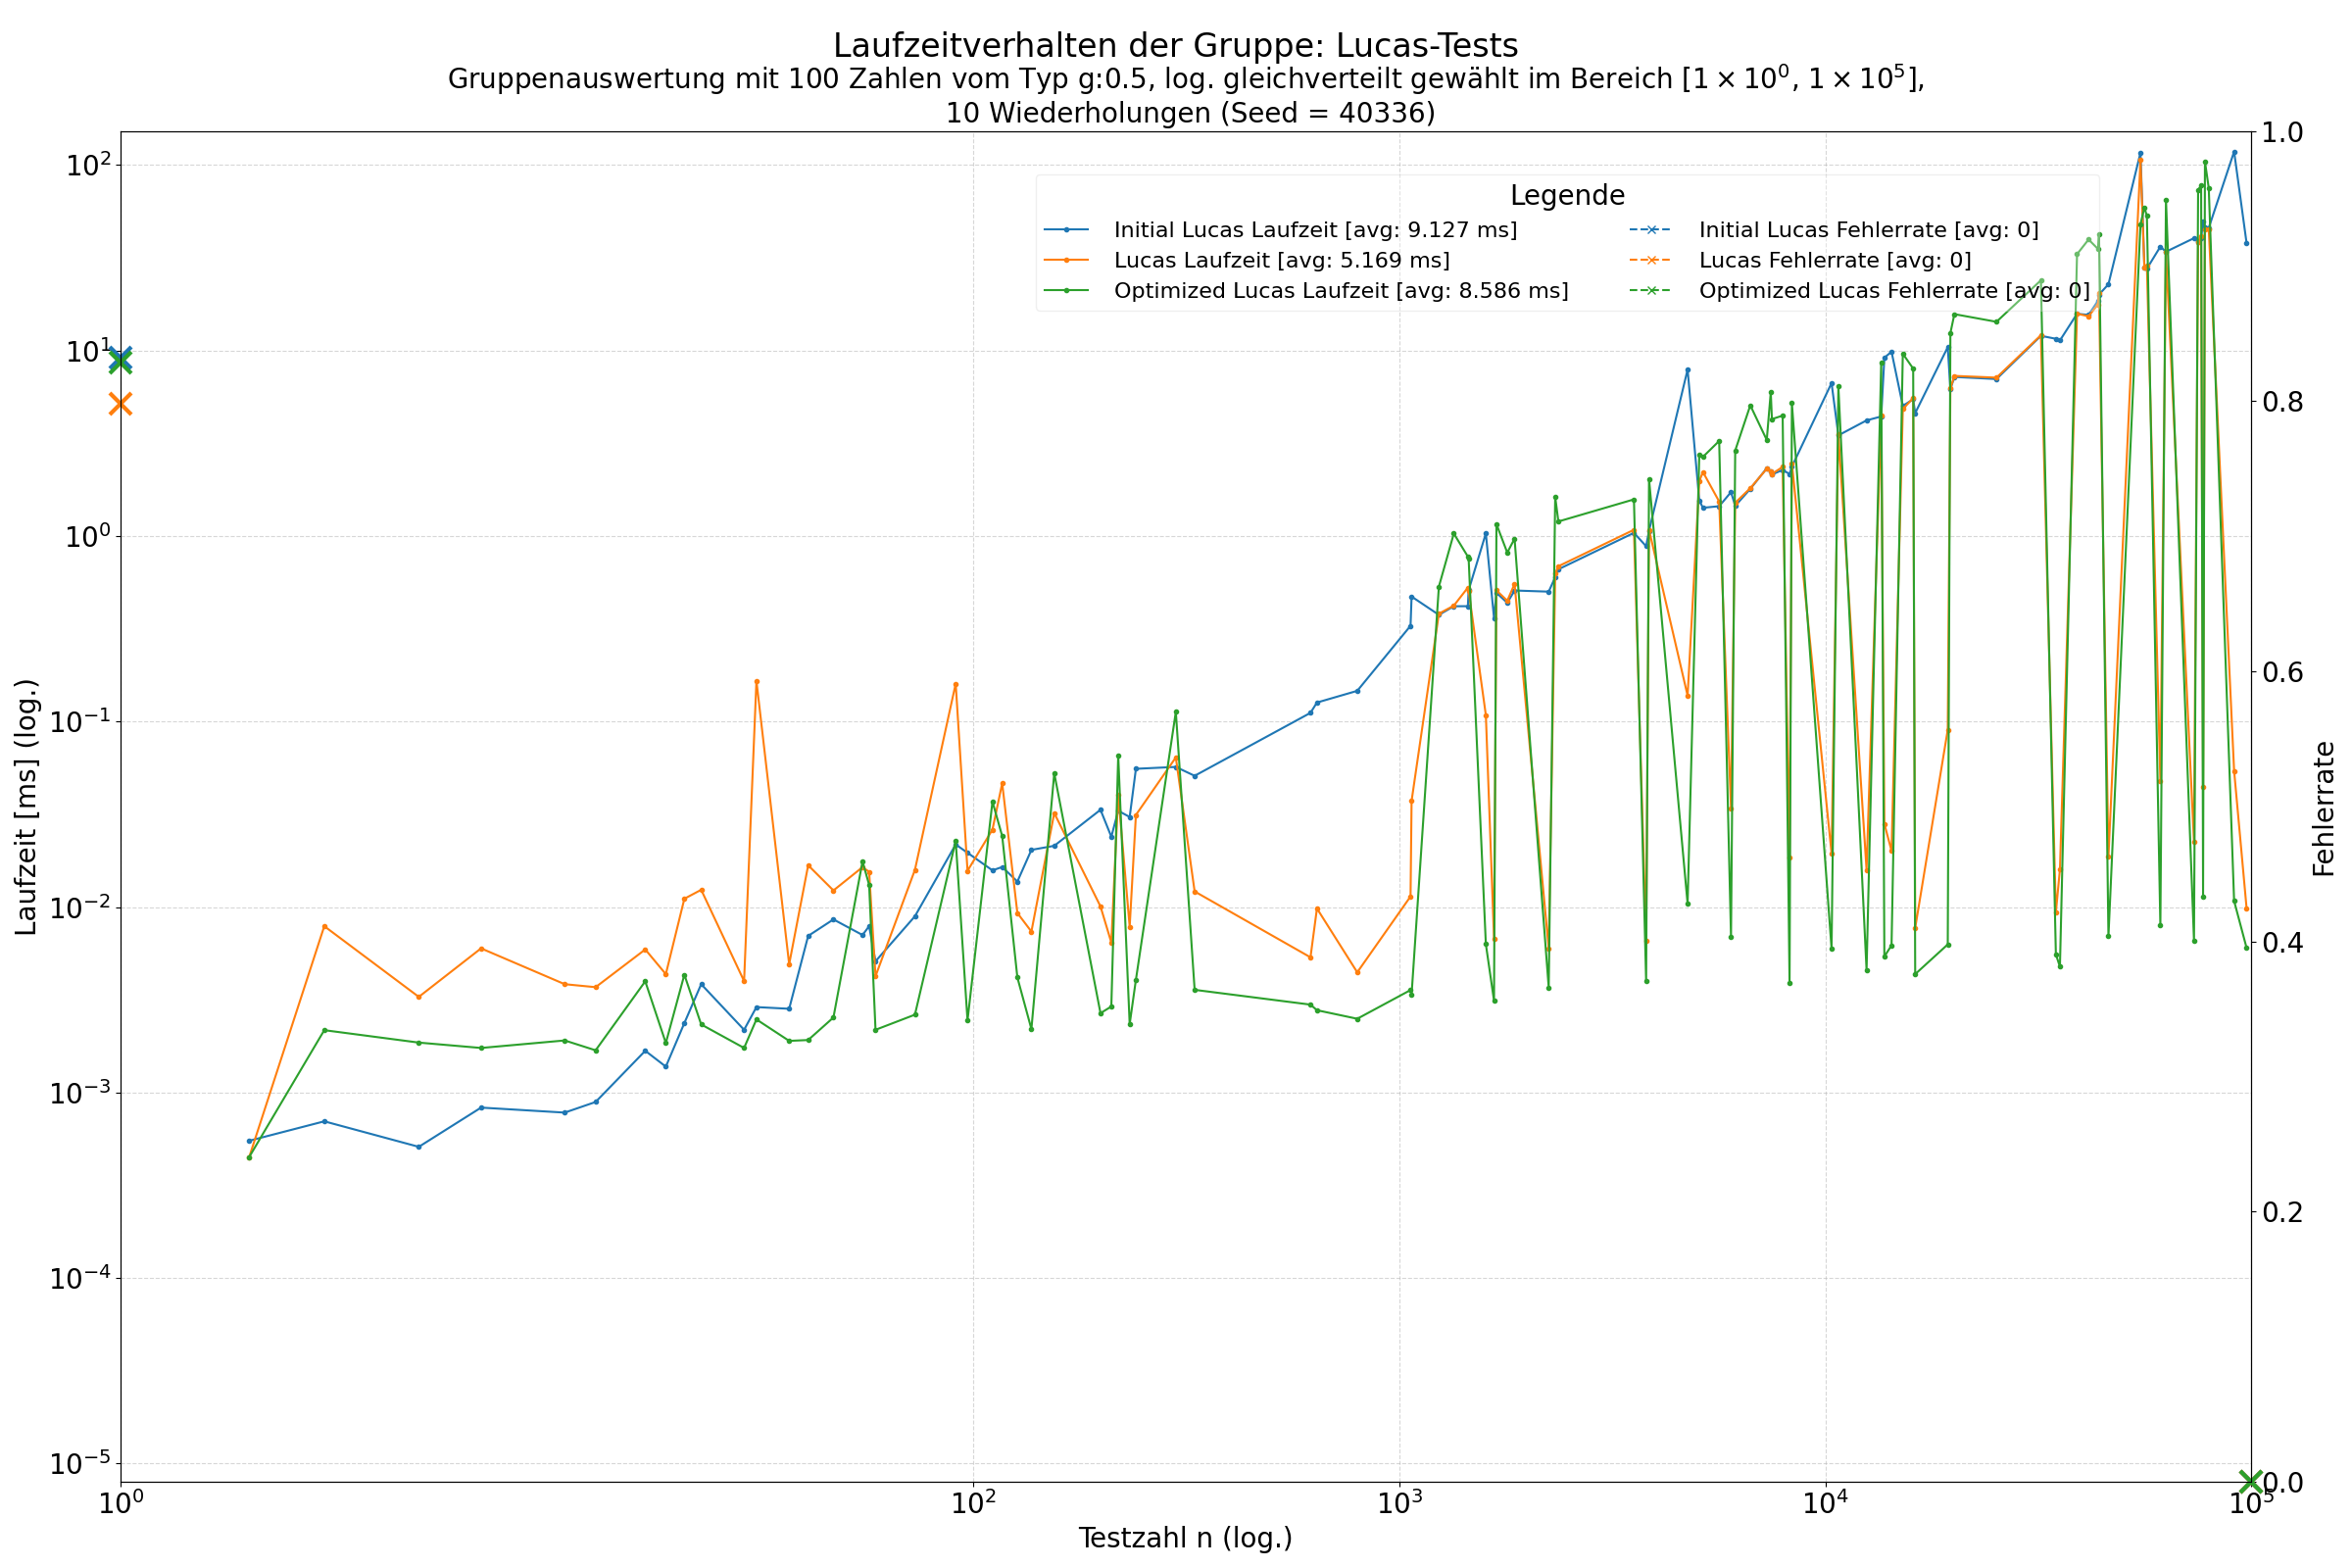 Laufzeitverhalten der Gruppe: Lucas-Tests
Gruppenauswertung mit 100 Zahlen vom Typ g:0.5, log. gleichverteilt gewählt im Bereich [1 × 10⁰, 1 × 10⁵],
10 Wiederholungen (Seed = 40336)
Legende
Initial Lucas Laufzeit [avg: 9.127 ms]
Lucas Laufzeit [avg: 5.169 ms]
Optimized Lucas Laufzeit [avg: 8.586 ms]
Initial Lucas Fehlerrate [avg: 0]
Lucas Fehlerrate [avg: 0]
Optimized Lucas Fehlerrate [avg: 0]
Laufzeit [ms] (log.)
10²
10¹
10⁰
10⁻¹
10⁻²
10⁻³
10⁻⁴
10⁻⁵
10⁰
10²
10³
10⁴
10⁵
Testzahl n (log.)
1.0
0.8
0.6
0.4
0.2
0.0
Fehlerrate